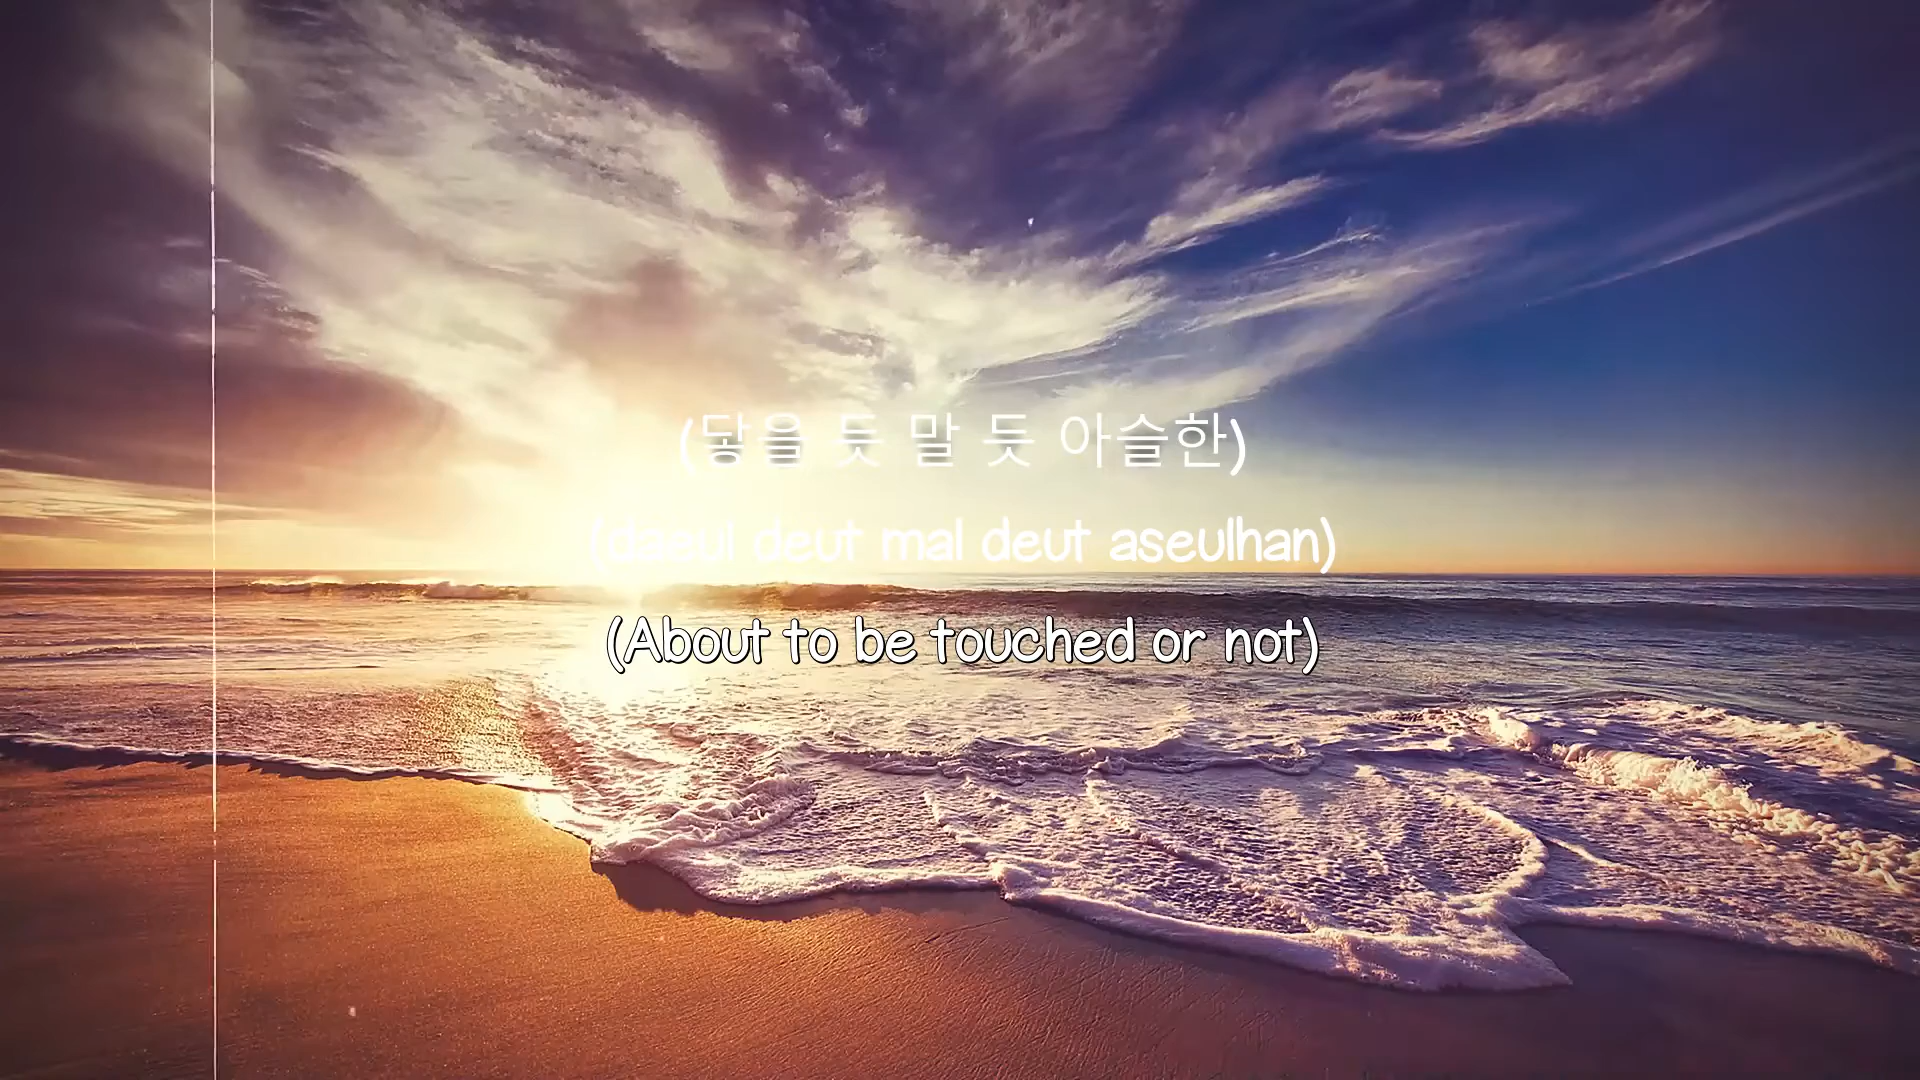 (닿을 듯 말 듯 아슬한)
(daeul deut mal deut aseulhan)
(About to be touched or not)